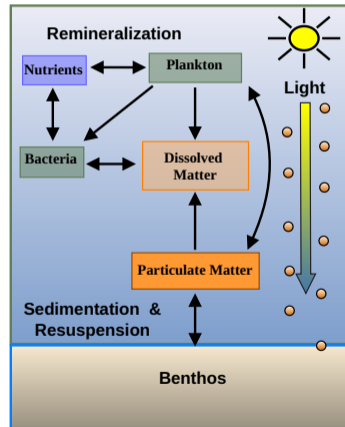 Remineralization
Nutrients
Plankton
Light
Bacteria
Dissolved
Matter
Particulate Matter
Sedimentation &
Resuspension
Benthos